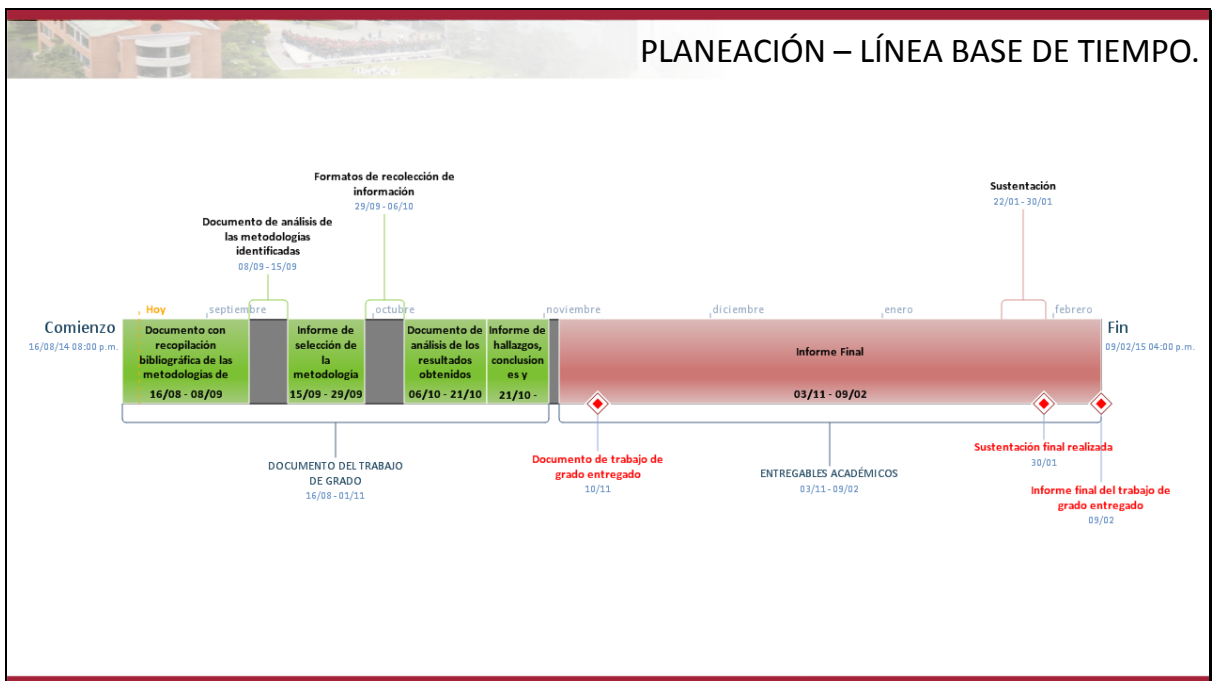 PLANEACIÓN – LÍNEA BASE DE TIEMPO.
Formatos de recolección de
información
29/09 - 06/10
Sustentación
22/01 - 30/01
Documento de análisis de
las metodologías
identificadas
08/09 - 15/09
Hoy
septiembre
octubre
noviembre
diciembre
enero
febrero
Comienzo
16/08/14 08:00 p.m.
Documento con
recopilación
bibliográfica de las
metodologías de
16/08 - 08/09
Informe de
selección de
la
metodología
15/09 - 29/09
Documento de
análisis de los
resultados
obtenidos
06/10 - 21/10
Informe de
hallazgos,
conclusion
es y
21/10 -
Informe Final
03/11 - 09/02
Fin
09/02/15 04:00 p.m.
DOCUMENTO DEL TRABAJO
DE GRADO
16/08 - 01/11
Documento de trabajo de
grado entregado
10/11
ENTREGABLES ACADÉMICOS
03/11 - 09/02
Sustentación final realizada
30/01
Informe final del trabajo de
grado entregado
09/02